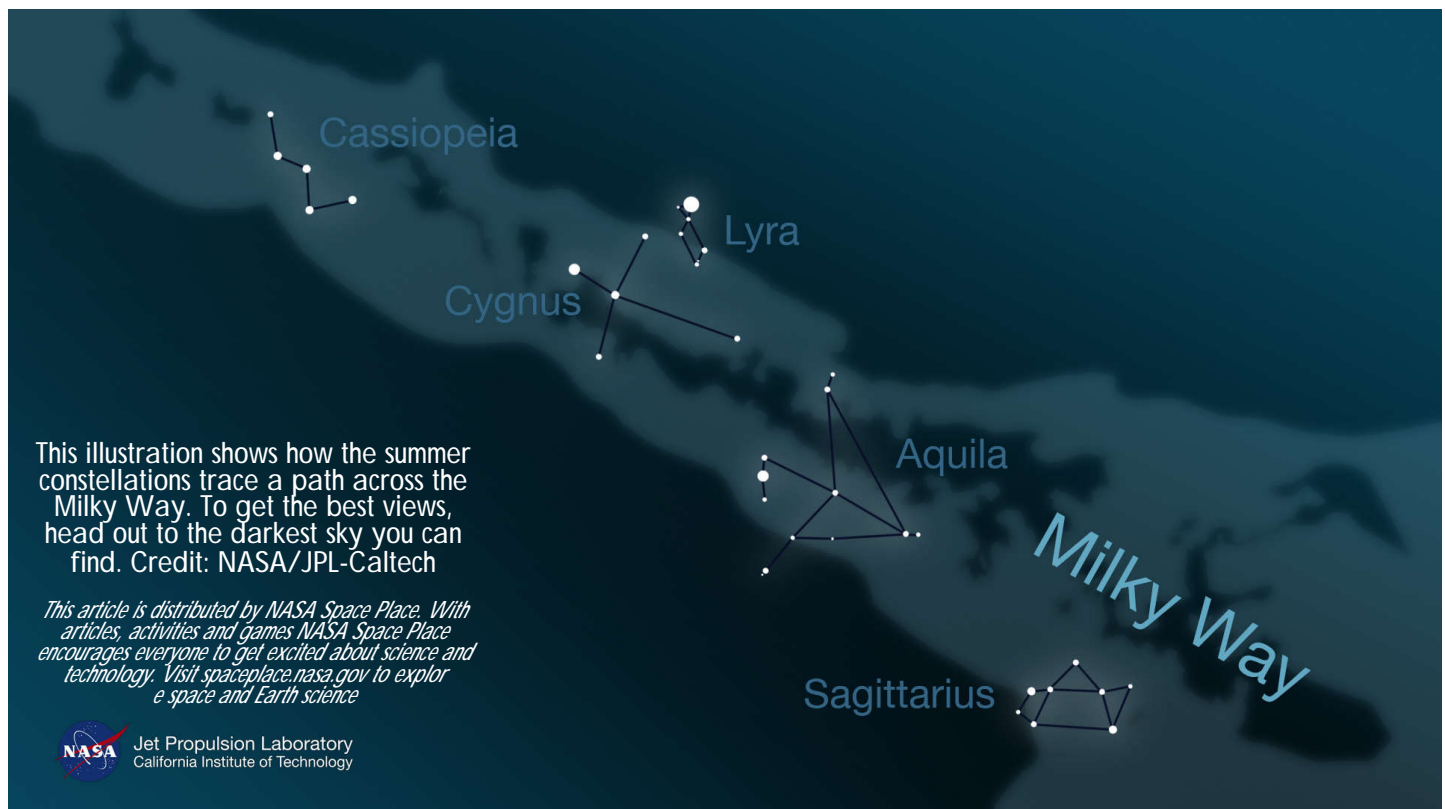 Cassiopeia
Lyra
Cygnus
Aquila
Milky Way
Sagittarius
This illustration shows how the summer
constellations trace a path across the
Milky Way. To get the best views,
head out to the darkest sky you can
find. Credit: NASA/JPL-Caltech
This article is distributed by NASA Space Place. With
articles, activities and games NASA Space Place
encourages everyone to get excited about science and
technology. Visit spaceplace.nasa.gov to explor
e space and Earth science
NASA
Jet Propulsion Laboratory
California Institute of Technology